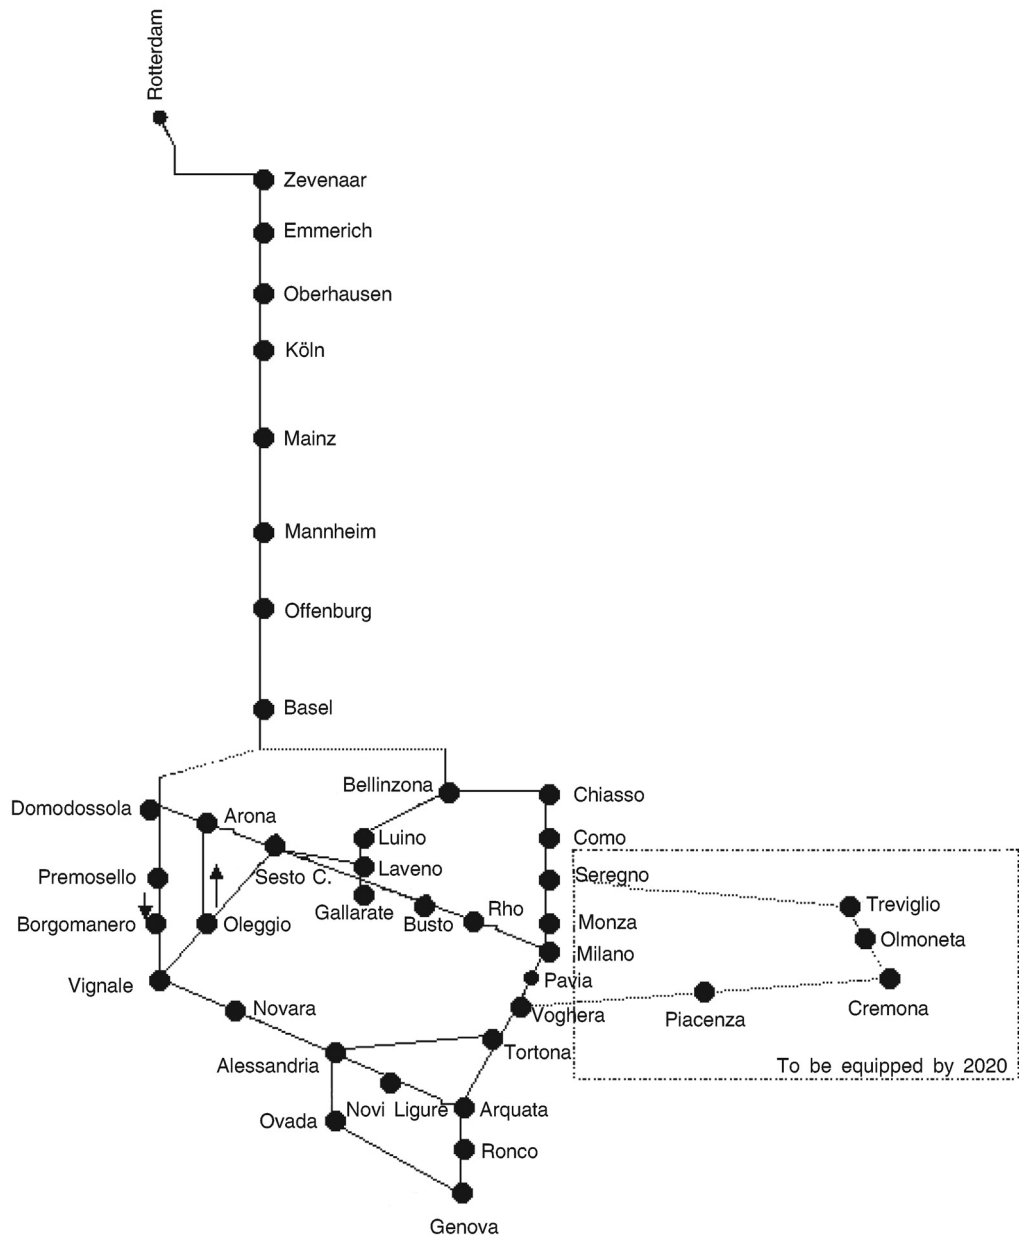 Rotterdam
Zevenaar
Emmerich
Oberhausen
Köln
Mainz
Mannheim
Offenburg
Basel
Bellinzona
Chiasso
Domodossola
Arona
Luino
Como
Premosello
Sesto C.
Laveno
Seregno
Gallarate
Busto
Rho
Treviglio
Borgomanero
Oleggio
Monza
Olmoneta
Milano
Vignale
Pavia
Novara
Voghera
Piacenza
Cremona
Alessandria
Tortona
To be equipped by 2020
Ovada
Novi Ligure
Arquata
Ronco
Genova